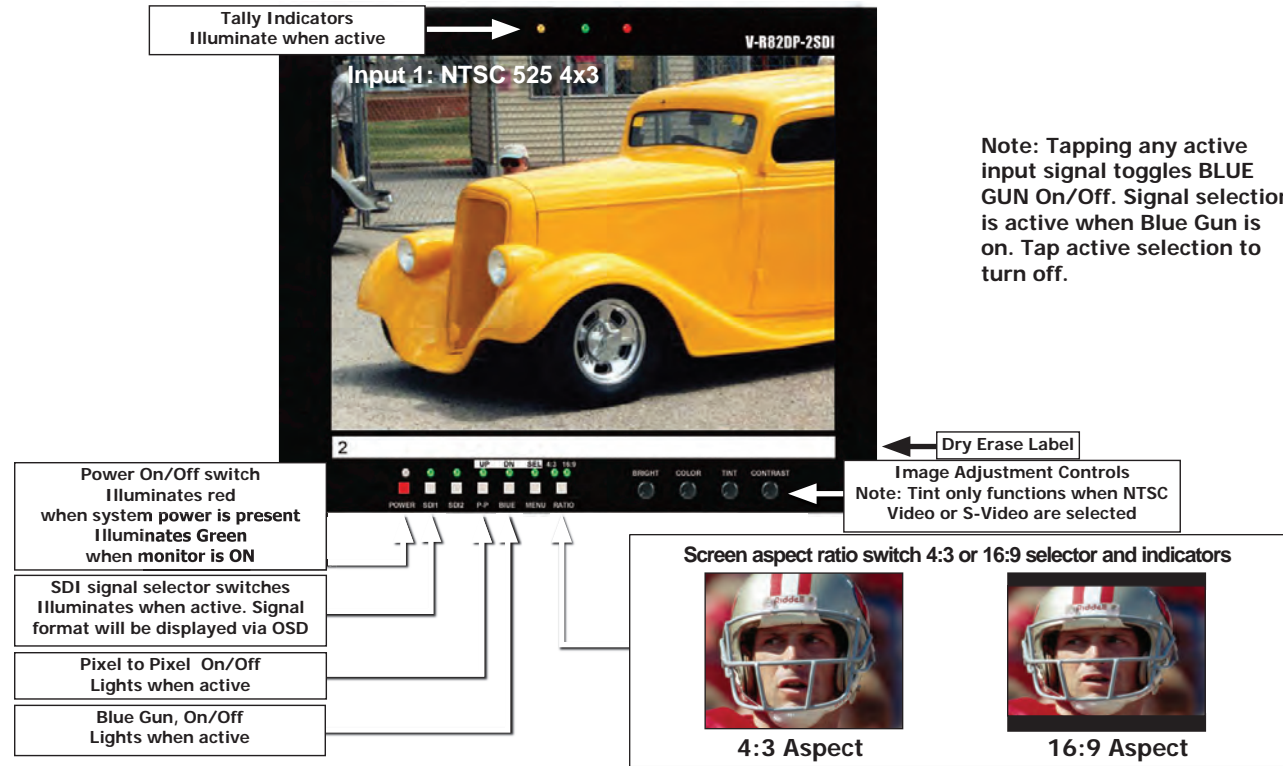 Tally Indicators
Illuminate when active
V-R82DP-2SDI
Input 1: NTSC 525 4x3
Note: Tapping any active
input signal toggles BLUE
GUN On/Off. Signal selection
is active when Blue Gun is
on. Tap active selection to
turn off.
2
Dry Erase Label
Power On/Off switch
Illuminates red
when system power is present
Illuminates Green
when monitor is ON
UP DN SEL 4:3 16:9
BRIGHT COLOR TINT CONTRAST
POWER SDI1 SDI2 P-P BlUE MENU RATIO
Image Adjustment Controls
Note: Tint only functions when NTSC
Video or S-Video are selected
SDI signal selector switches
Illuminates when active. Signal
format will be displayed via OSD
Pixel to Pixel On/Off
Lights when active
Blue Gun, On/Off
Lights when active
Screen aspect ratio switch 4:3 or 16:9 selector and indicators
Riddell
Riddell
4:3 Aspect
16:9 Aspect